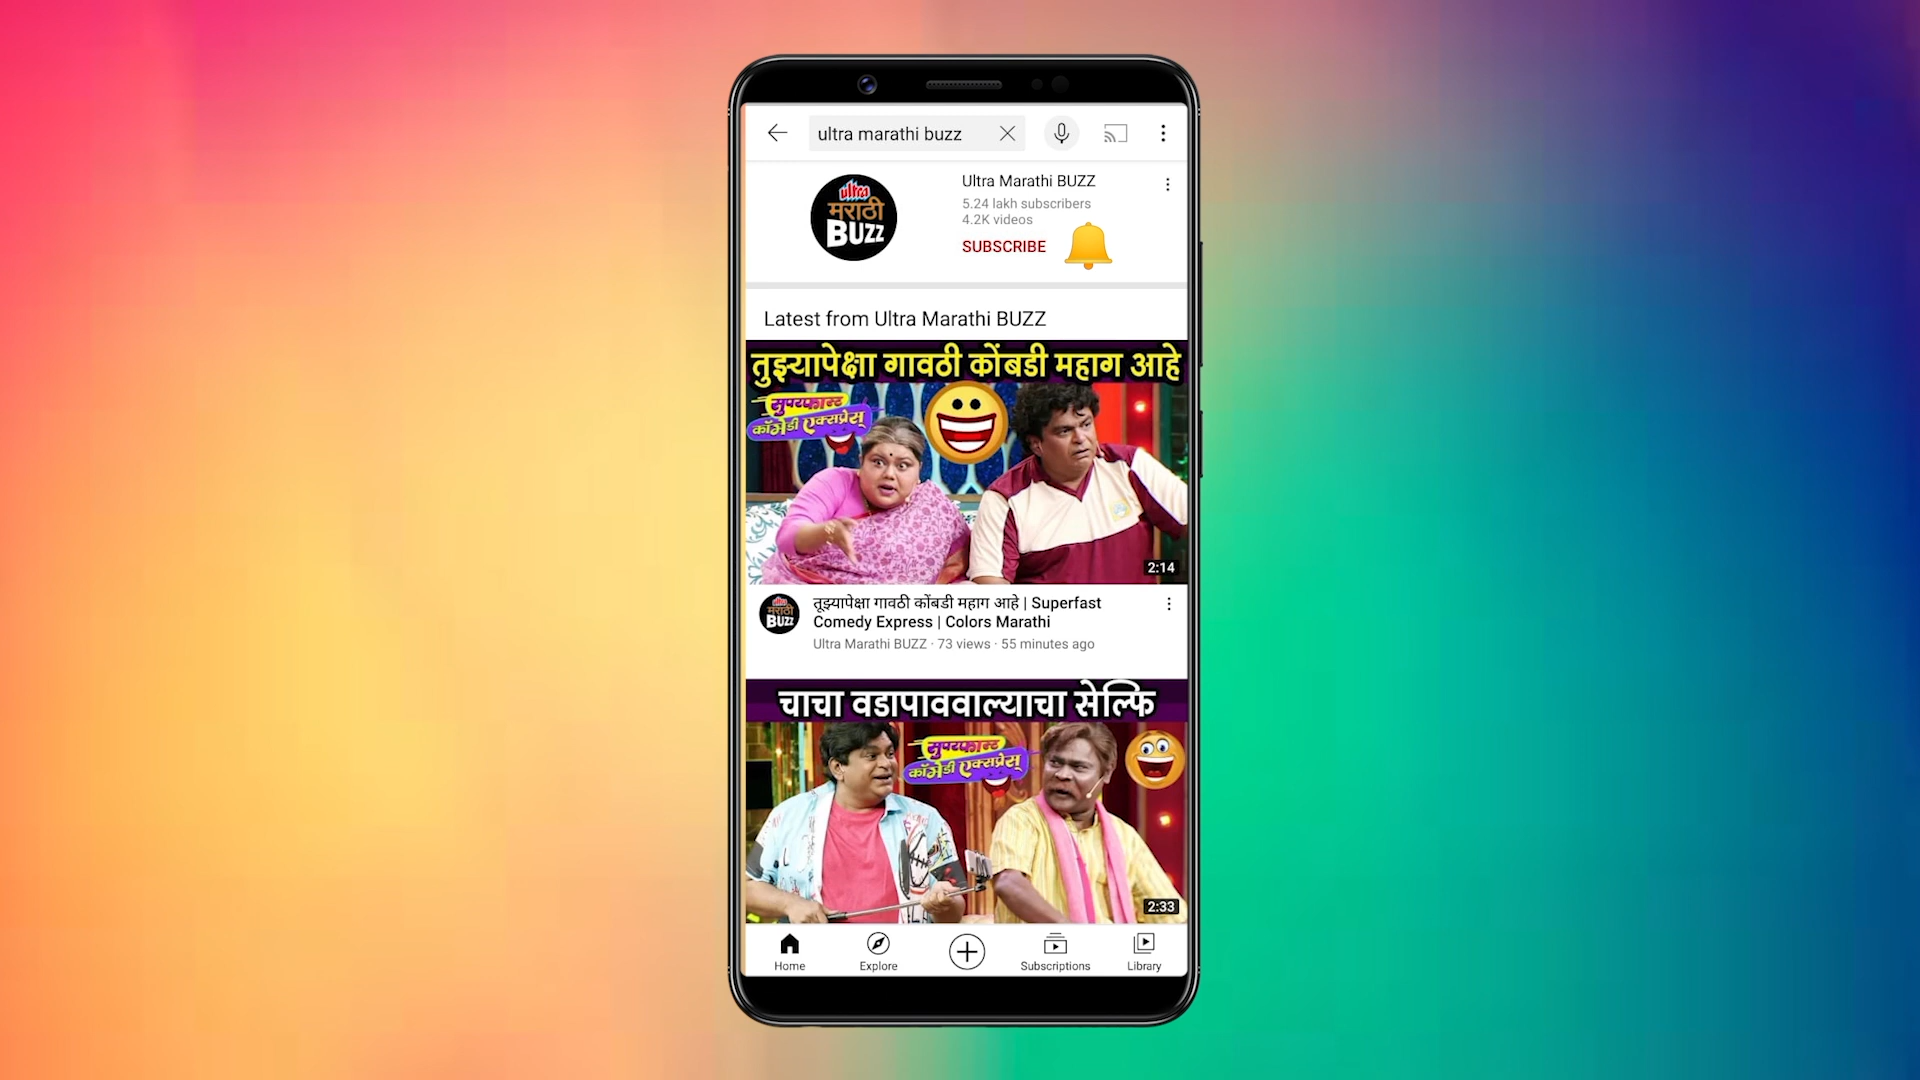 ultra marathi buzz
ultra
मराठी
BUZZ
Ultra Marathi BUZZ
5.24 lakh subscribers
4.2K videos
SUBSCRIBE
Latest from Ultra Marathi BUZZ
तुझ्यापेक्षा गावठी कोंबडी महाग आहे
सुपरफास्ट
कॉमेडी एक्सप्रेस्
2:14
ultra
मराठी
BUZZ
तूझ्यापेक्षा गावठी कोंबडी महाग आहे | Superfast
Comedy Express | Colors Marathi
Ultra Marathi BUZZ · 73 views · 55 minutes ago
चाचा वडापाववाल्याचा सेल्फि
सुपरफास्ट
कॉमेडी एक्सप्रेस्
2:33
Home
Explore
Subscriptions
Library